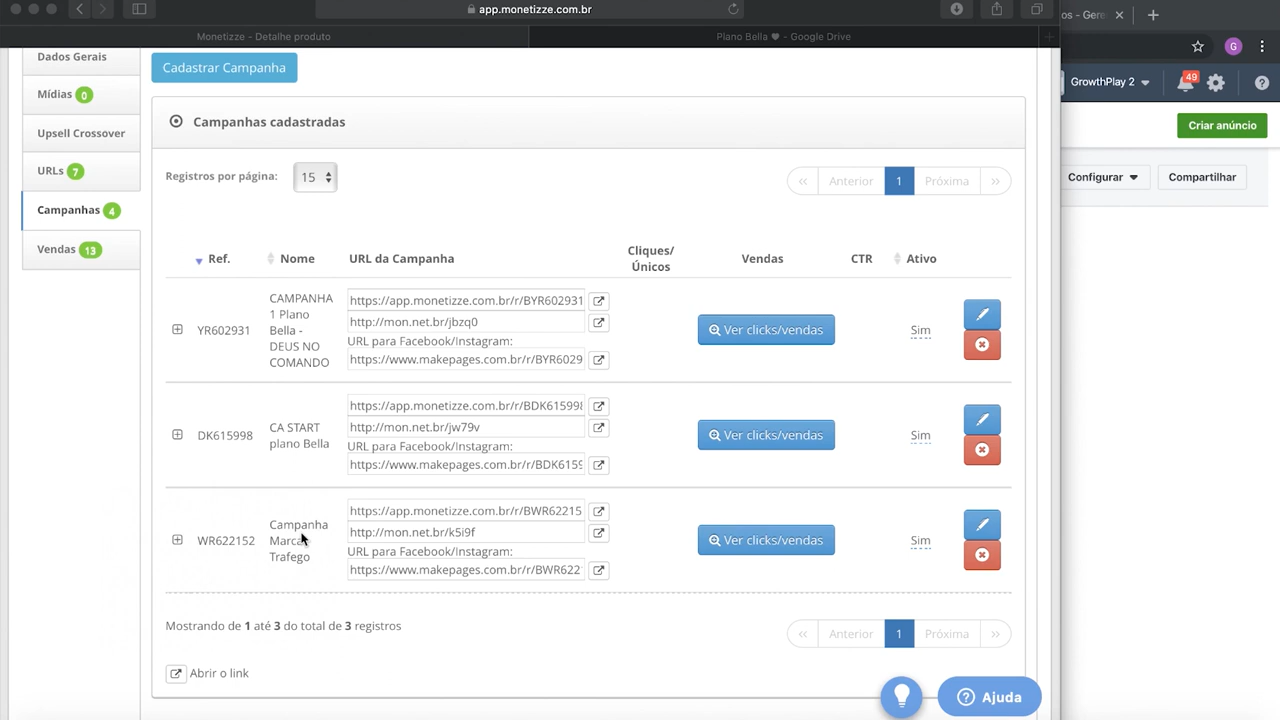 app.monetizze.com.br
os - Gere
Monetizze - Detalhe produto
Plano Bella ♥ - Google Drive
G
Dados Gerais
Mídias 0
Upsell Crossover
URLs 7
Campanhas 4
Vendas 13
Cadastrar Campanha
GrowthPlay 2
49
Criar anúncio
Configurar
Compartilhar
Campanhas cadastradas
Registros por página: 15
« Anterior 1 Próxima »
Ref. Nome URL da Campanha Cliques/ Vendas CTR Ativo
Únicos
YR602931
CAMPANHA
1 Plano
Bella -
DEUS NO
COMANDO
https://app.monetizze.com.br/r/BYR602931
http://mon.net.br/jbzq0
URL para Facebook/Instagram:
https://www.makepages.com.br/r/BYR6029
Ver clicks/vendas
Sim
DK615998
CA START
plano Bella
https://app.monetizze.com.br/r/BDK615998
http://mon.net.br/jw79v
URL para Facebook/Instagram:
https://www.makepages.com.br/r/BDK6159
Ver clicks/vendas
Sim
WR622152
Campanha
Marca
Trafego
https://app.monetizze.com.br/r/BWR62215
http://mon.net.br/k5i9f
URL para Facebook/Instagram:
https://www.makepages.com.br/r/BWR622
Ver clicks/vendas
Sim
Mostrando de 1 até 3 do total de 3 registros
« Anterior 1 Próxima »
Abrir o link
Ajuda